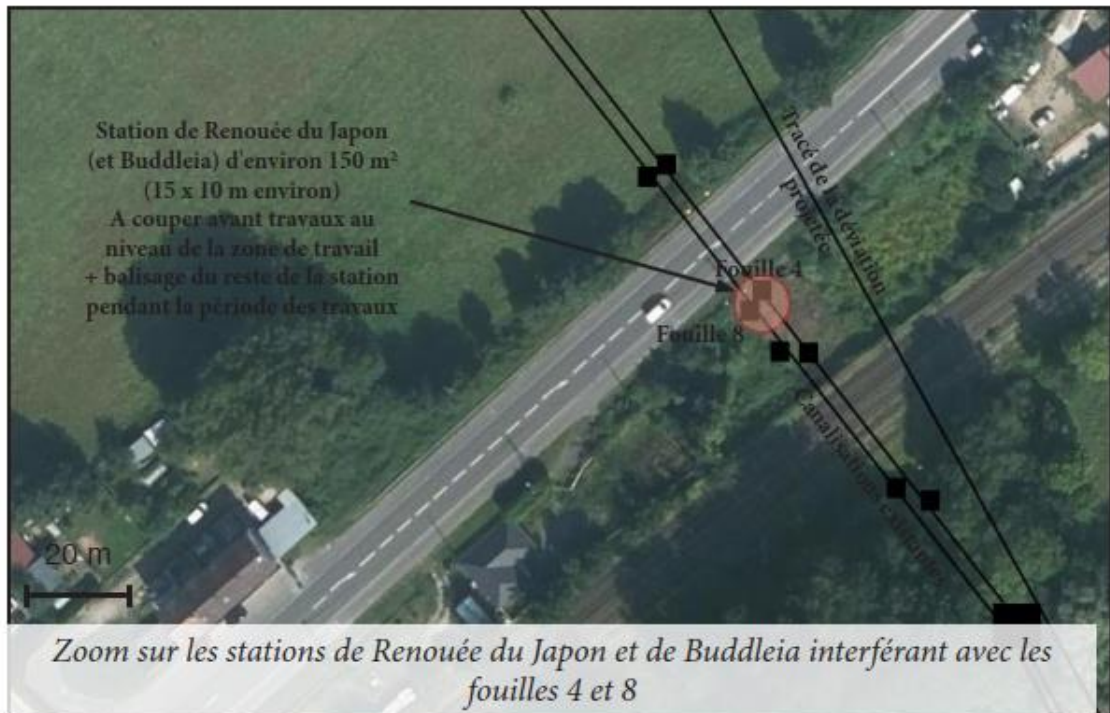 Station de Renouée du Japon
(et Buddleia) d'environ 150 m²
(15 x 10 m environ)
A couper avant travaux au
niveau de la zone de travail
+ balisage du reste de la station
pendant la période des travaux
Tracé de la déviation
projetée
Fouille 4
Fouille 8
Canalisations existantes
20 m
Zoom sur les stations de Renouée du Japon et de Buddleia interférant avec les
fouilles 4 et 8